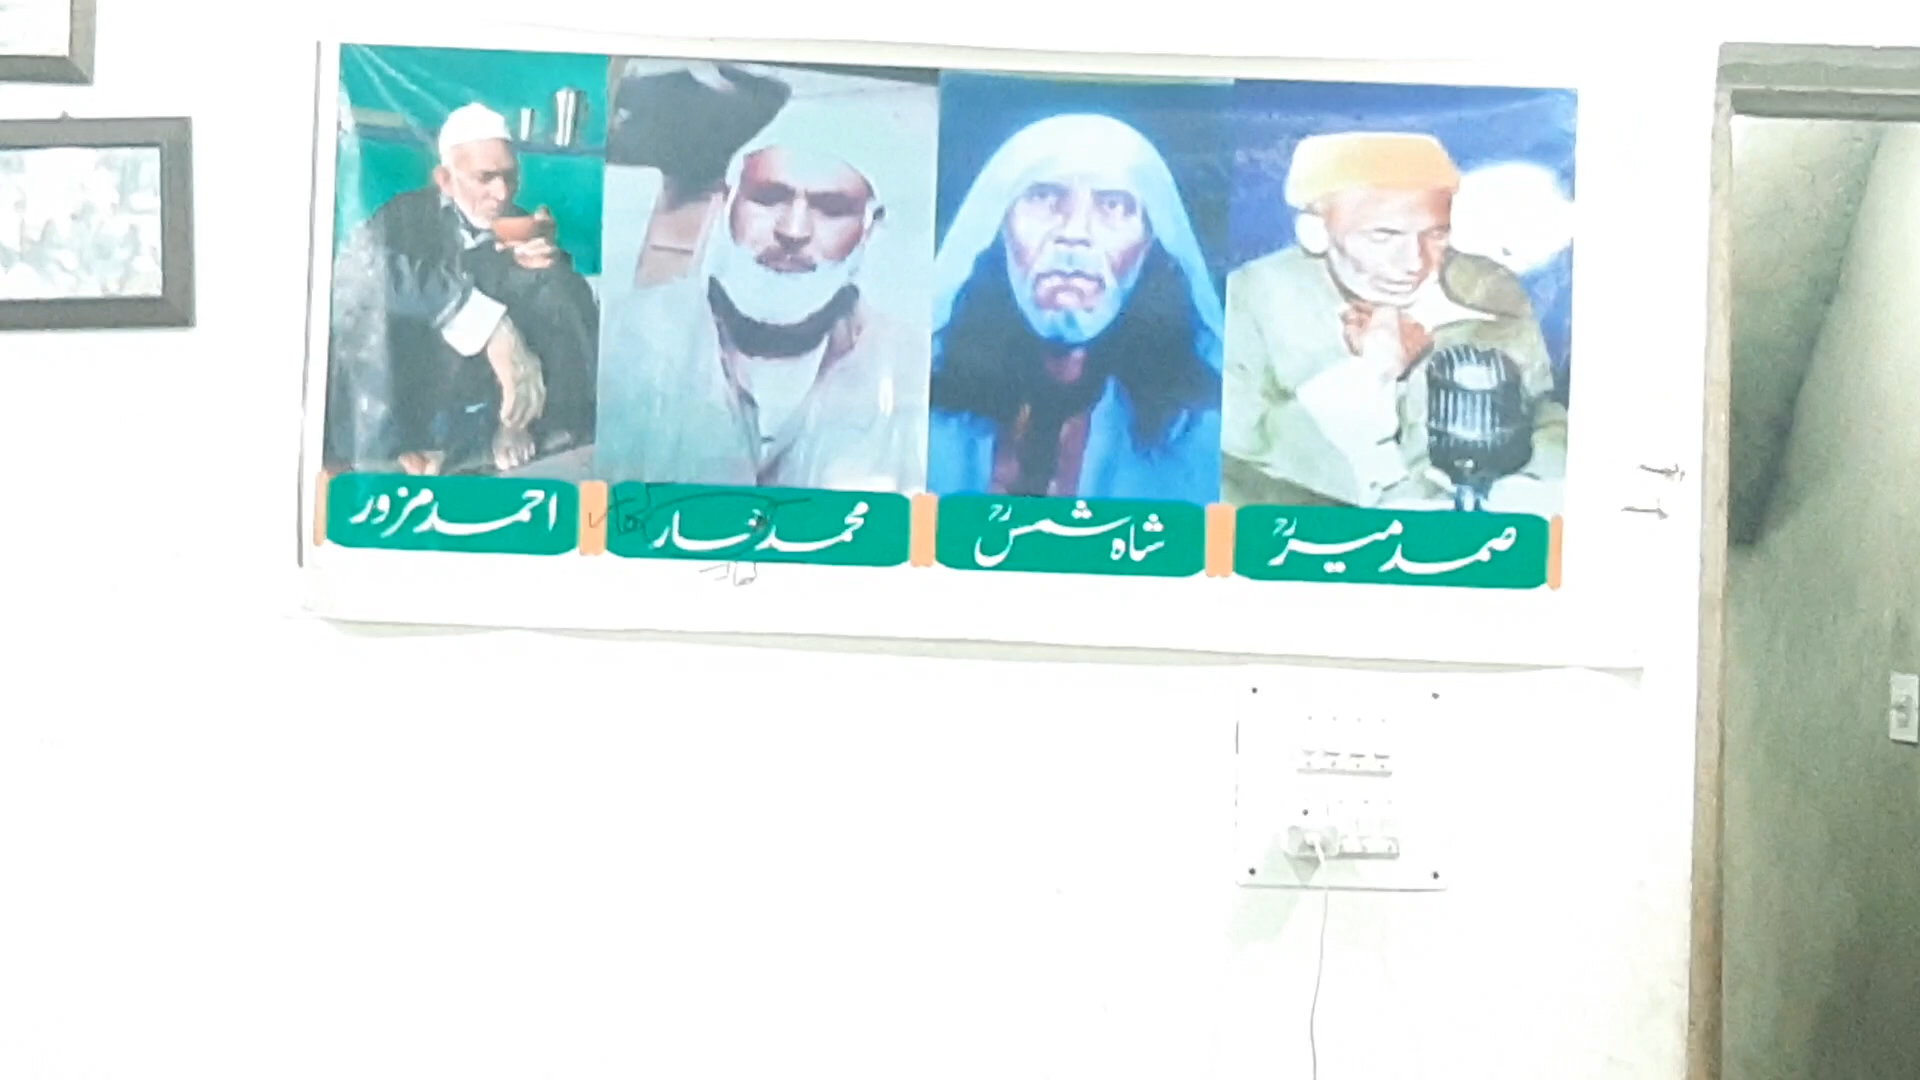 صمد میرؒ
شاہ شمسؒ
محمد
احمد مزور